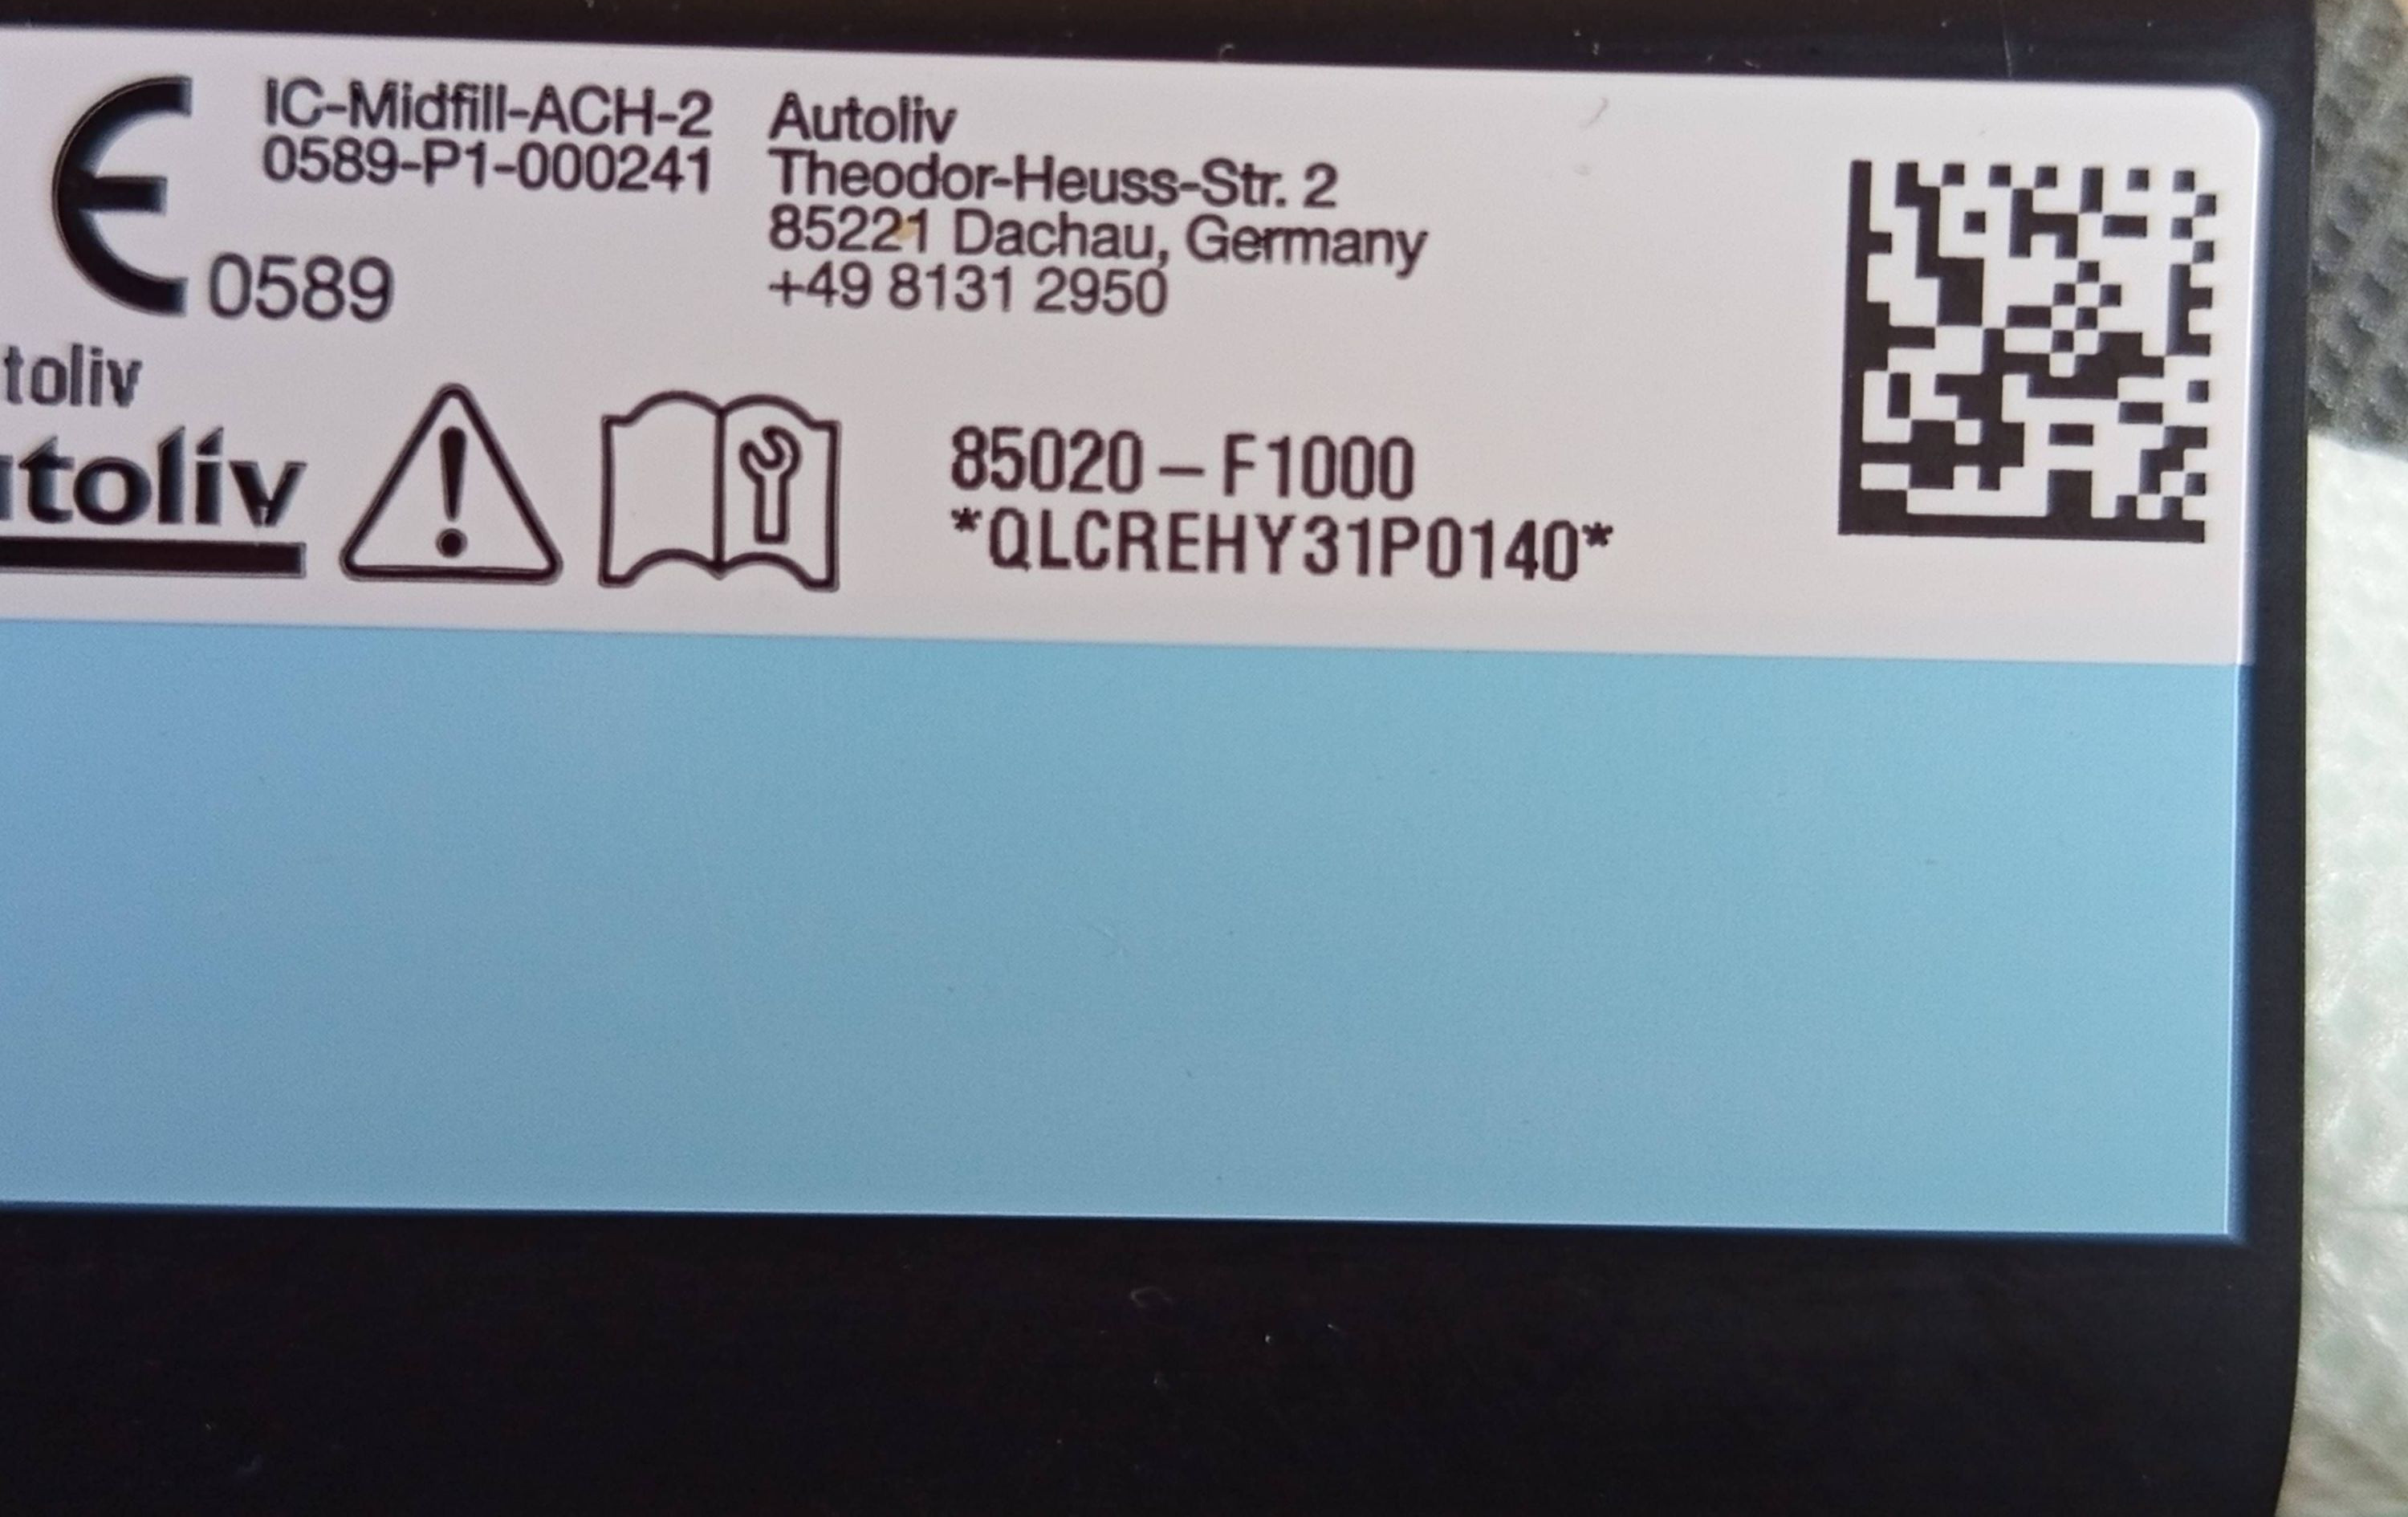 IC-Midfill-ACH-2
0589-P1-000241
0589
Autoliv
Theodor-Heuss-Str. 2
85221 Dachau, Germany
+49 8131 2950
toliv
utoliv
85020-F1000
*QLCREHY31P0140*